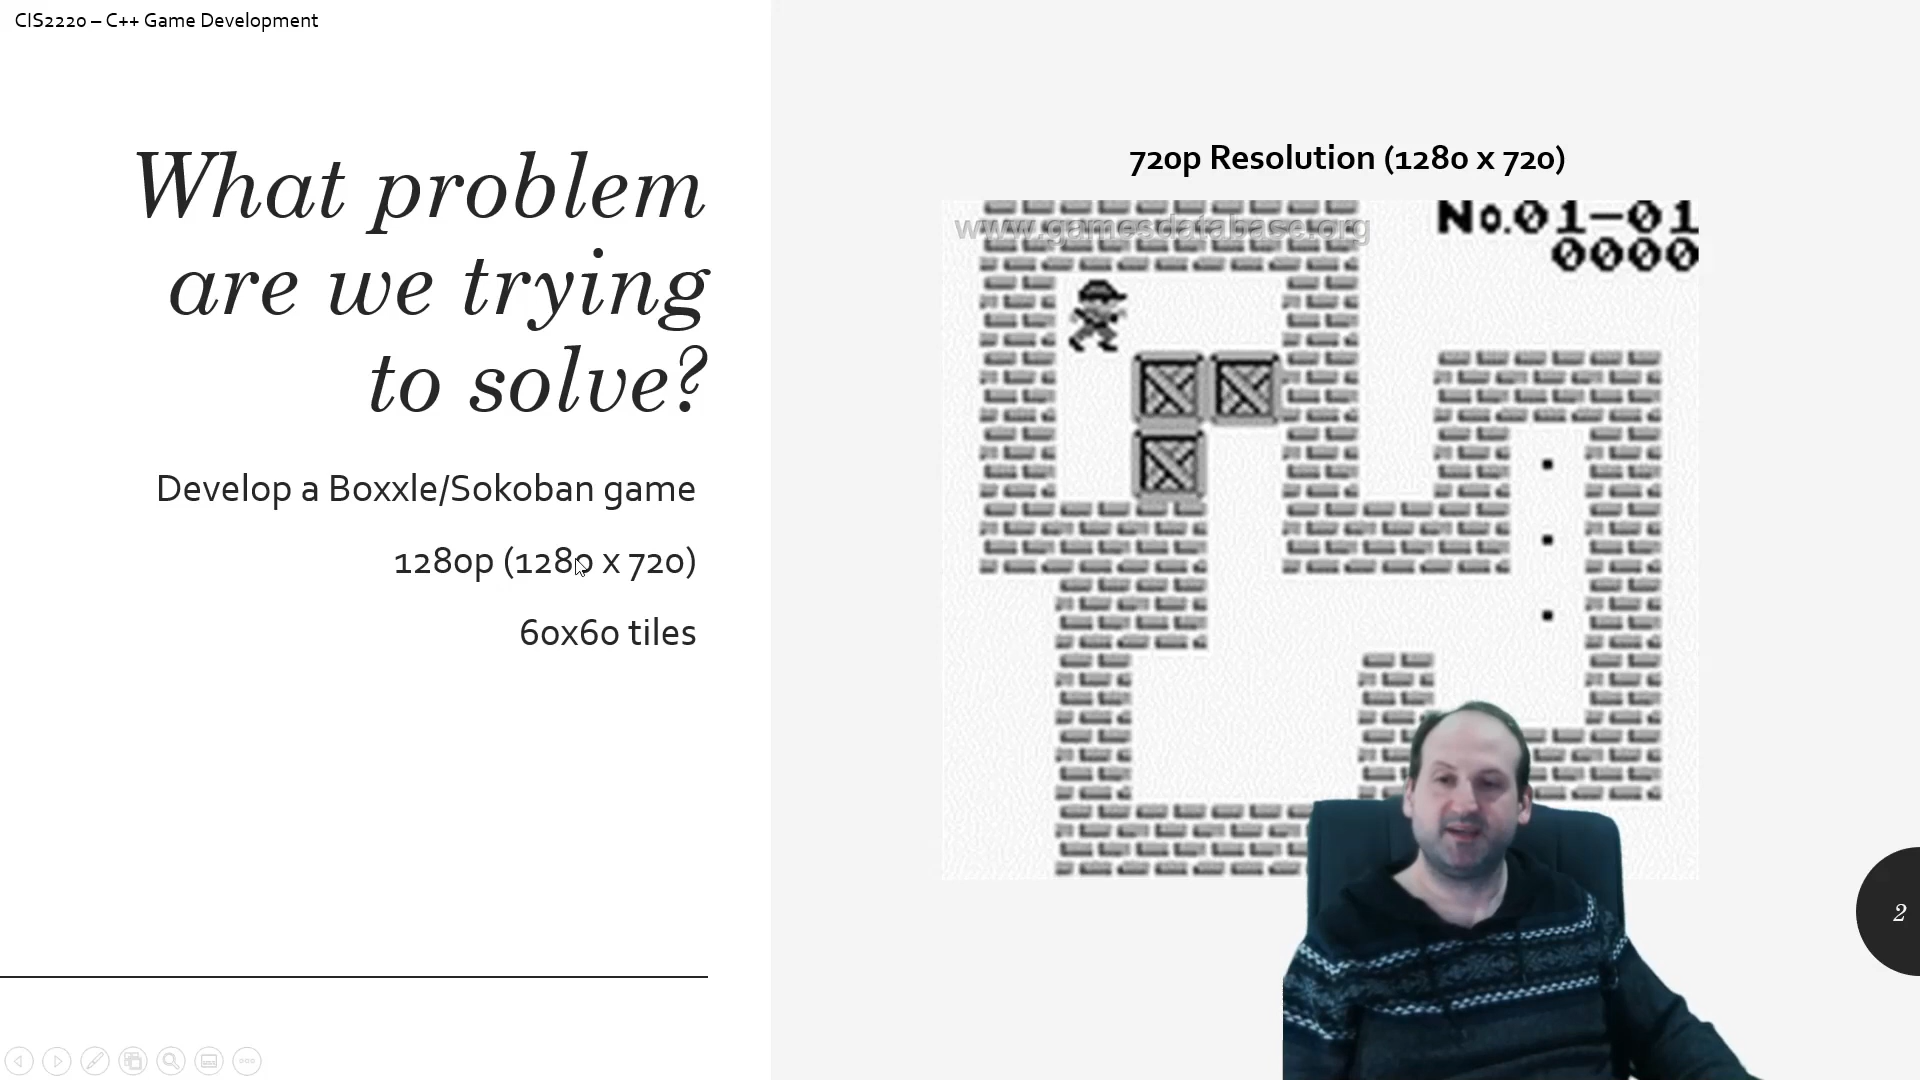 CIS2220 – C++ Game Development
What problem
are we trying
to solve?
Develop a Boxxle/Sokoban game
1280p (1280 x 720)
60x60 tiles
720p Resolution (1280 x 720)
www.gamesdatabase.org
No.01-01
0000
2